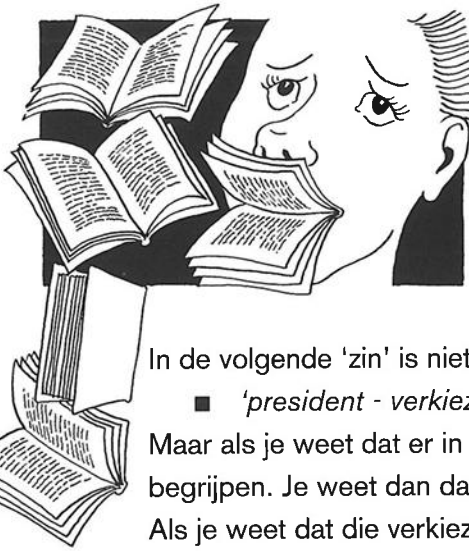 In de volgende ‘zin’ is niet
■ ‘president - verkiez
Maar als je weet dat er in
begrijpen. Je weet dan da
Als je weet dat die verkiez